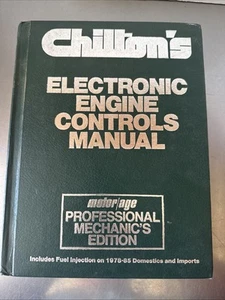 Chilton's
ELECTRONIC
ENGINE
CONTROLS
MANUAL
motor/age
PROFESSIONAL
MECHANIC'S
EDITION
Includes Fuel Injection on 1978-85 Domestics and Imports